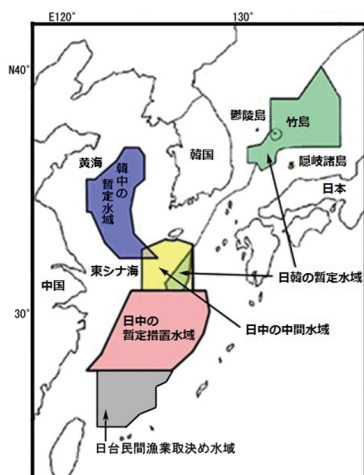 E120°
130°
N40°
鬱陵島
竹島
黄海
韓中の
暫定水域
韓国
隠岐諸島
日本
東シナ海
日韓の暫定水域
中国
日中の中間水域
30°
日中の
暫定措置水域
日台民間漁業取決め水域